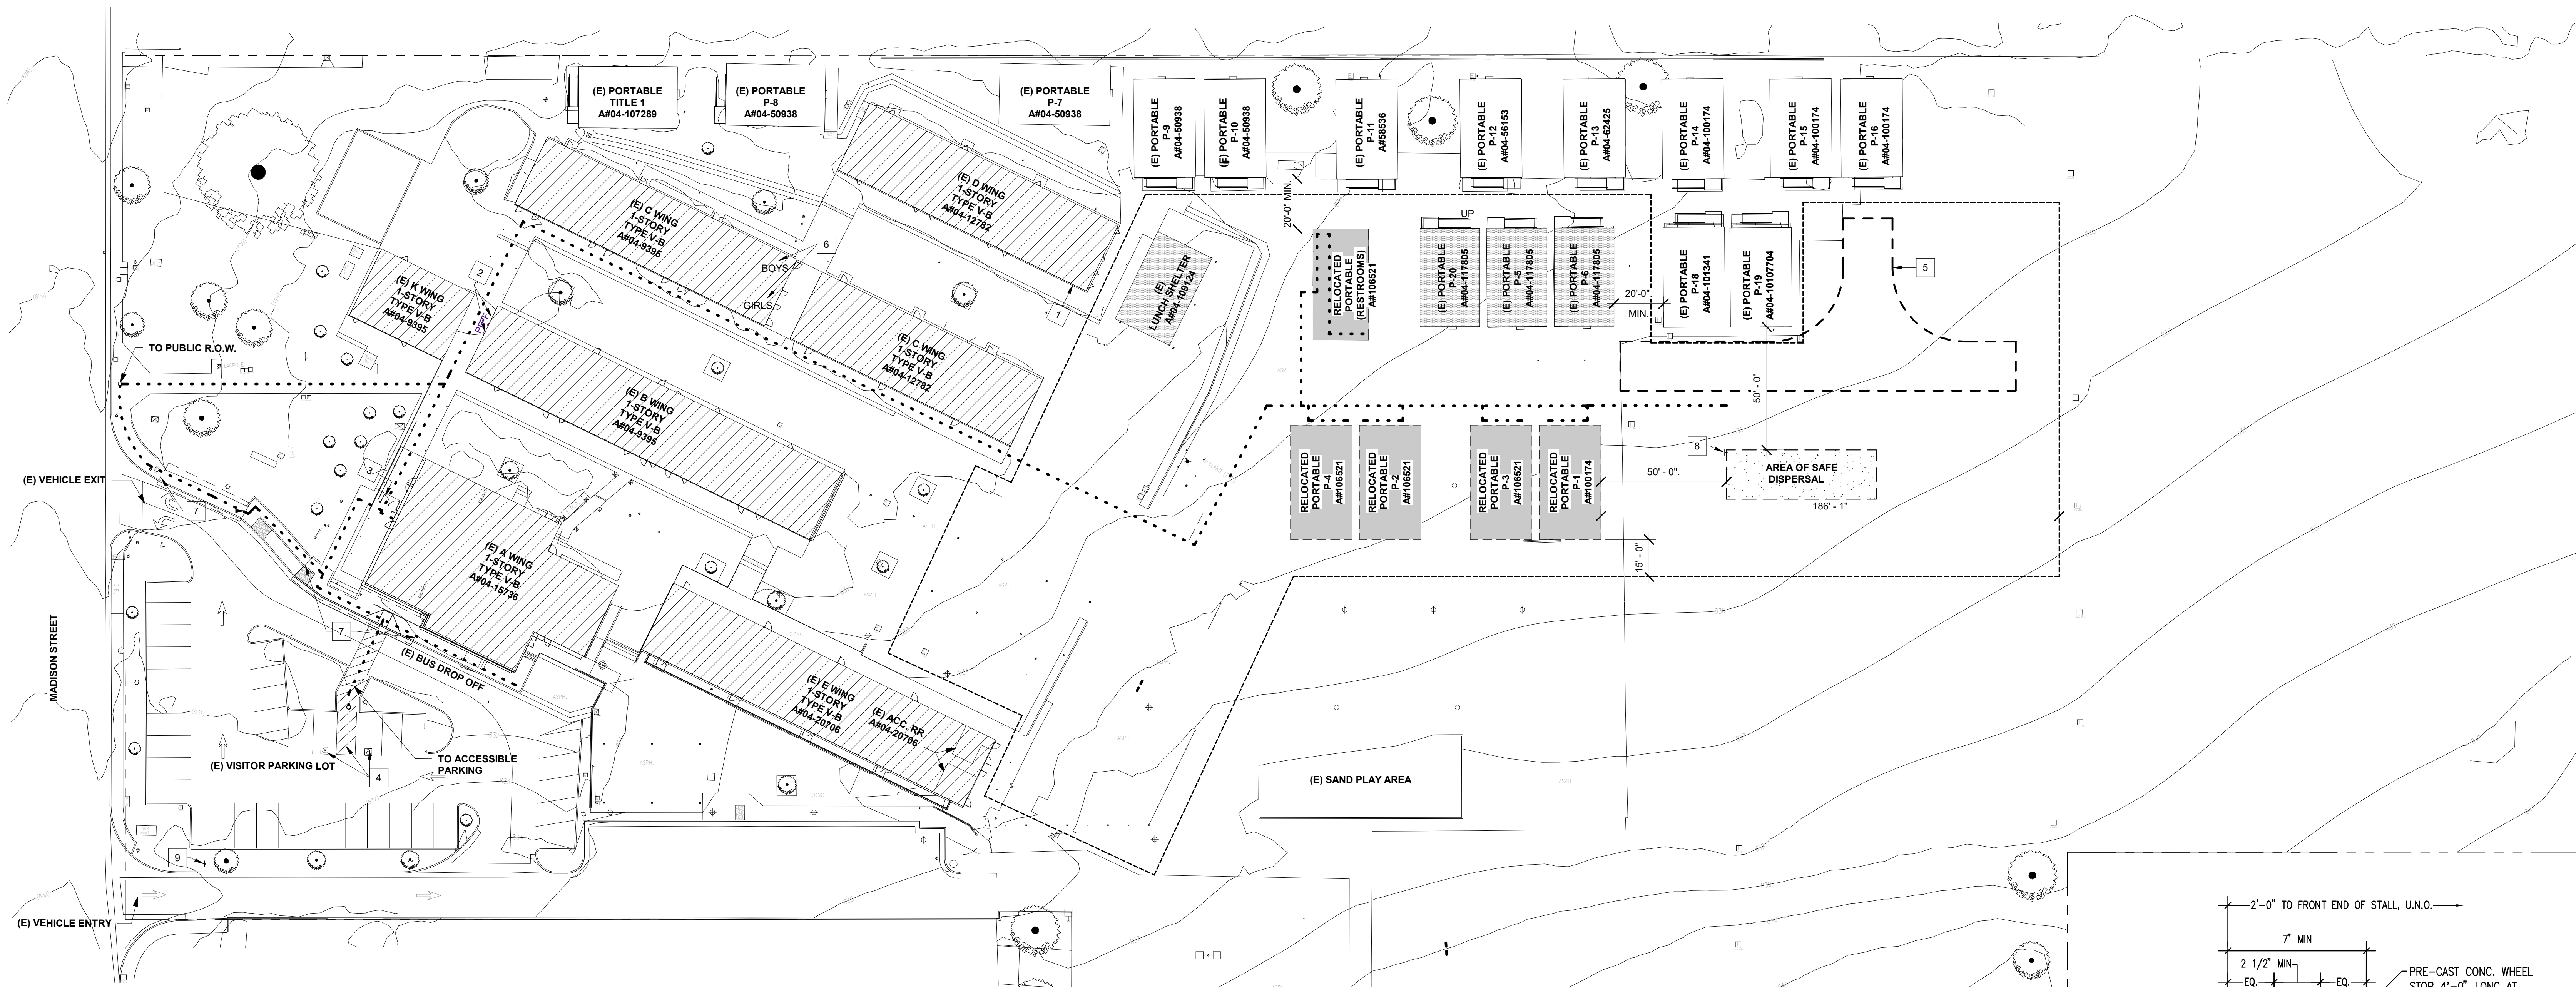 (E) PORTABLE
TITLE 1
A#04-107289
(E) PORTABLE
P-8
A#04-50938
(E) PORTABLE
P-7
A#04-50938
(E) PORTABLE
P-9
A#04-50938
(E) PORTABLE
P-10
A#04-50938
(E) PORTABLE
P-11
A#58536
(E) PORTABLE
P-12
A#04-56153
(E) PORTABLE
P-13
A#04-62425
(E) PORTABLE
P-14
A#04-100174
(E) PORTABLE
P-15
A#04-100174
(E) PORTABLE
P-16
A#04-100174
(E) D WING
1-STORY
TYPE V-B
A#04-12782
(E) C WING
1-STORY
TYPE V-B
A#04-9395
6
BOYS
GIRLS
2
1
(E) K WING
1-STORY
TYPE V-B
A#04-9395
(E) C WING
1-STORY
TYPE V-B
A#04-12782
(E)
LUNCH SHELTER
A#04-109124
20'-0" MIN.
RELOCATED
PORTABLE
(RESTROOMS)
A#106521
UP
(E) PORTABLE
P-20
A#04-117805
(E) PORTABLE
P-5
A#04-117805
(E) PORTABLE
P-6
A#04-117805
20'-0".
MIN.
(E) PORTABLE
P-18
A#04-101341
(E) PORTABLE
P-19
A#04-10107704
5
TO PUBLIC R.O.W.
(E) B WING
1-STORY
TYPE V-B
A#04-9395
50' - 0"
3
(E) VEHICLE EXIT
7
8
RELOCATED
PORTABLE
P-4
A#106521
RELOCATED
PORTABLE
P-2
A#106521
RELOCATED
PORTABLE
P-3
A#106521
RELOCATED
PORTABLE
P-1
A#100174
50' - 0".
AREA OF SAFE
DISPERSAL
186' - 1"
15' - 0"
(E) A WING
1-STORY
TYPE V-B
A#04-15736
7
(E) BUS DROP OFF
MADISON STREET
(E) E WING
1-STORY
TYPE V-B
A#04-20706
(E) ACC. RR
A#04-20706
(E) VISITOR PARKING LOT
4
TO ACCESSIBLE
PARKING
(E) SAND PLAY AREA
9
(E) VEHICLE ENTRY
2'-0" TO FRONT END OF STALL, U.N.O.
7" MIN
2 1/2" MIN
EQ.
EQ.
PRE-CAST CONC. WHEEL
STOP 4'-0" LONG AT